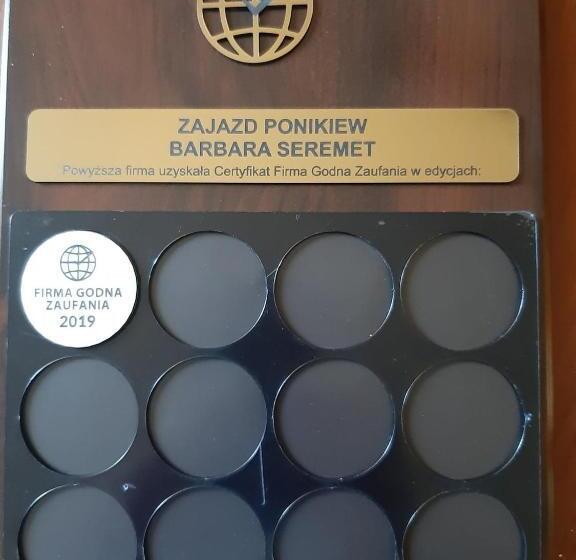 ZAJAZD PONIKIEW
BARBARA SEREMET
Powyższa firma uzyskała Certyfikat Firma Godna Zaufania w edycjach:
FIRMA GODNA
ZAUFANIA
2019